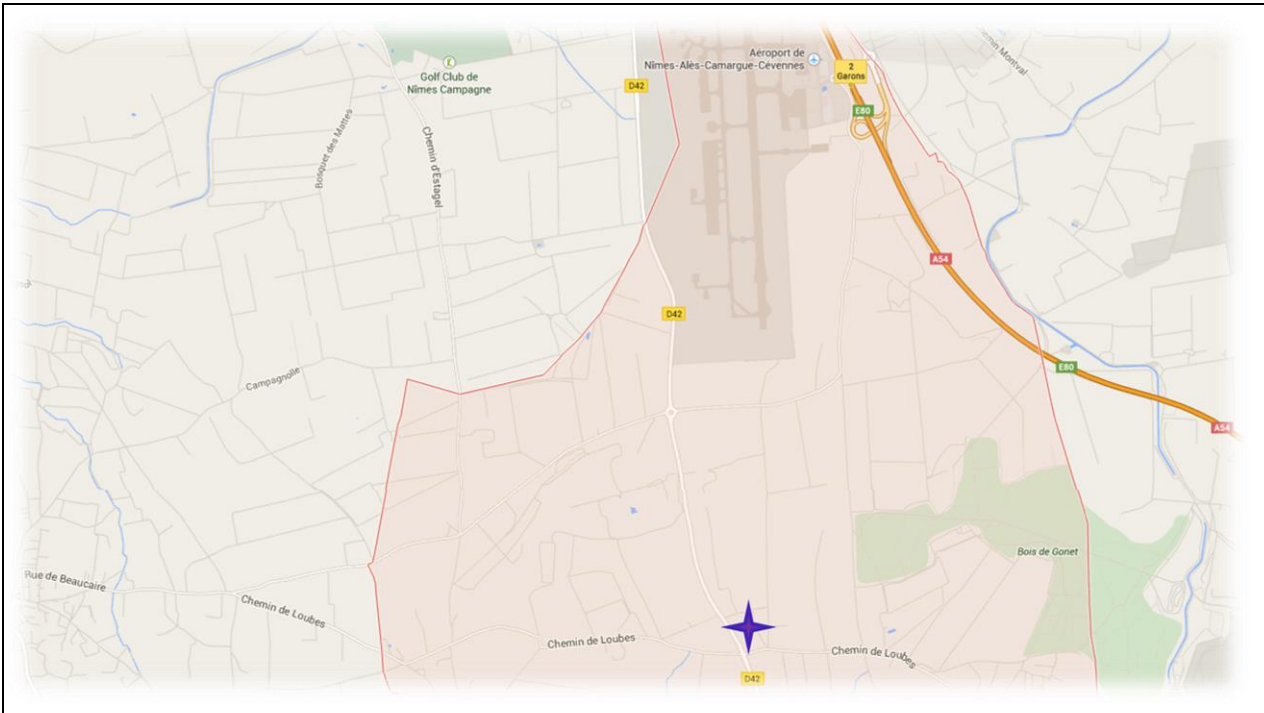 Aéroport de
Nîmes-Alès-Camargue-Cévennes
2
Garons
Golf Club de
Nîmes Campagne
D42
E80
Bosquet des Mattes
Chemin d'Estagel
A54
D42
E80
Campagnolle
A54
Bois de Gonet
Rue de Beaucaire
Chemin de Loubes
Chemin de Loubes
Chemin de Loubes
D42